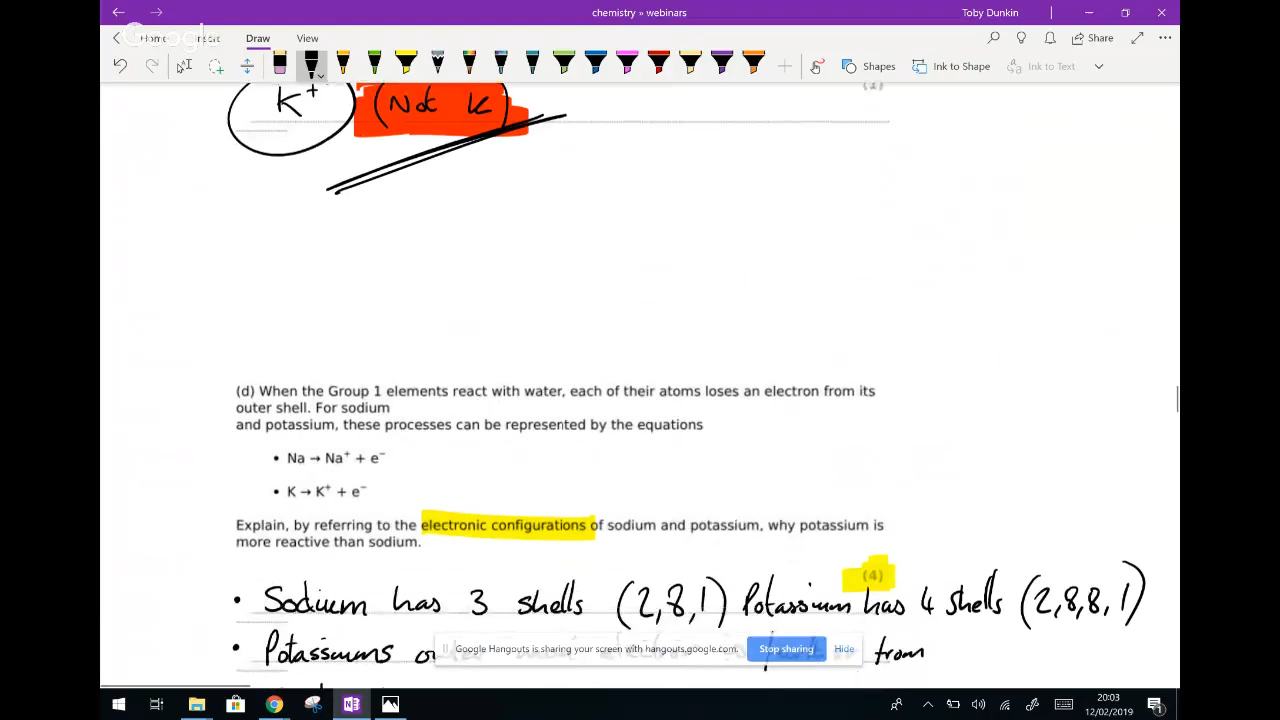 chemistry » webinars
Toby Dunkin
Google
Home Insert Draw View
Share
Shapes
Ink to Shape
Ink to Text
K+ (Not K)
(d) When the Group 1 elements react with water, each of their atoms loses an electron from its
outer shell. For sodium
and potassium, these processes can be represented by the equations
• Na → Na⁺ + e⁻
• K → K⁺ + e⁻
Explain, by referring to the electronic configurations of sodium and potassium, why potassium is
more reactive than sodium.
(4)
• Sodium has 3 shells (2,8,1) Potassium has 4 shells (2,8,8,1)
• Potassiums from
Google Hangouts is sharing your screen with hangouts.google.com.
Stop sharing
Hide
20:03
12/02/2019